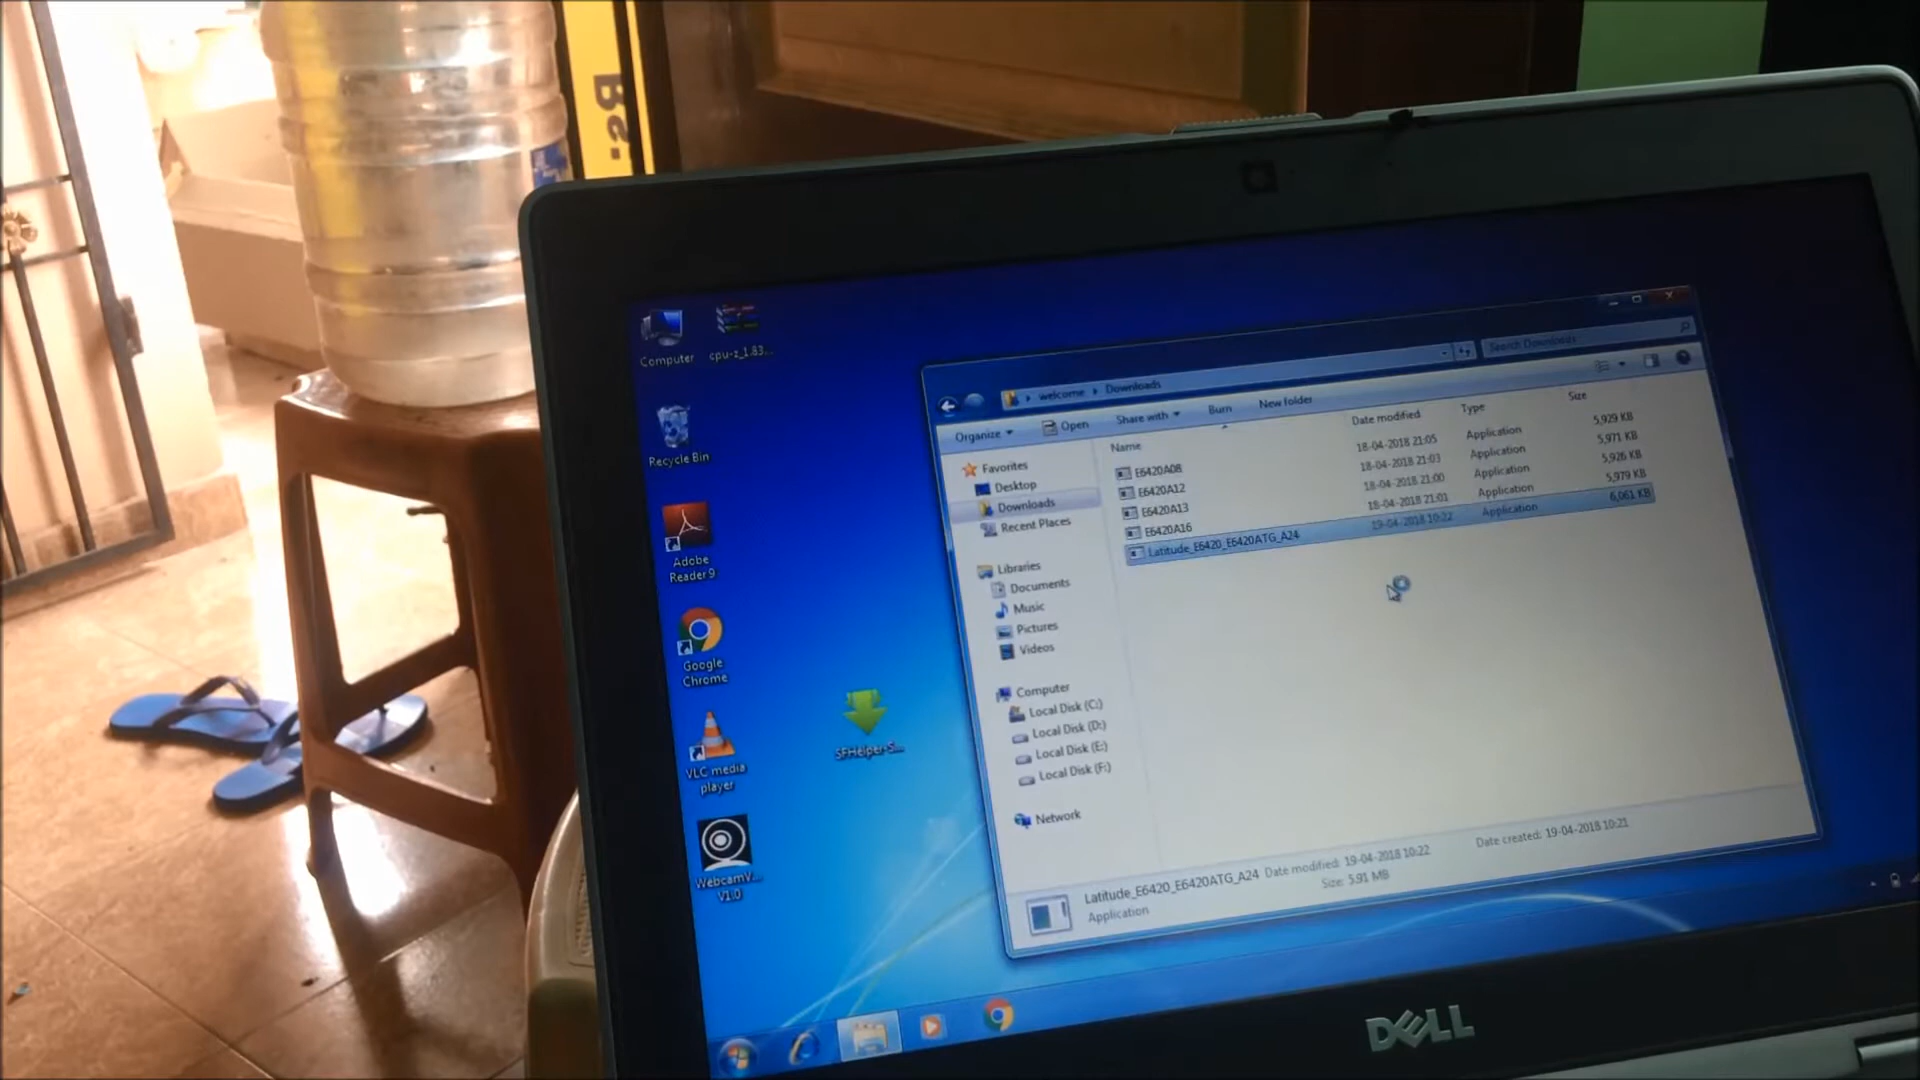 B.
Computer
cpu-z_1.83...
Recycle Bin
Adobe
Reader 9
Google
Chrome
VLC media
player
WebcamV...
V1.0
SFHelper-S...
welcome ▸ Downloads
Search Downloads
Organize Open Share with Burn New folder
Name Date modified Type Size
E6420A08 18-04-2018 21:05 Application 5,929 KB
E6420A12 18-04-2018 21:03 Application 5,971 KB
E6420A13 18-04-2018 21:00 Application 5,926 KB
E6420A16 18-04-2018 21:01 Application 5,979 KB
Latitude_E6420_E6420ATG_A24 19-04-2018 10:22 Application 6,061 KB
Favorites
Desktop
Downloads
Recent Places
Libraries
Documents
Music
Pictures
Videos
Computer
Local Disk (C:)
Local Disk (D:)
Local Disk (E:)
Local Disk (F:)
Network
Latitude_E6420_E6420ATG_A24 Date modified: 19-04-2018 10:22 Date created: 19-04-2018 10:21
Application Size: 5.91 MB
DELL